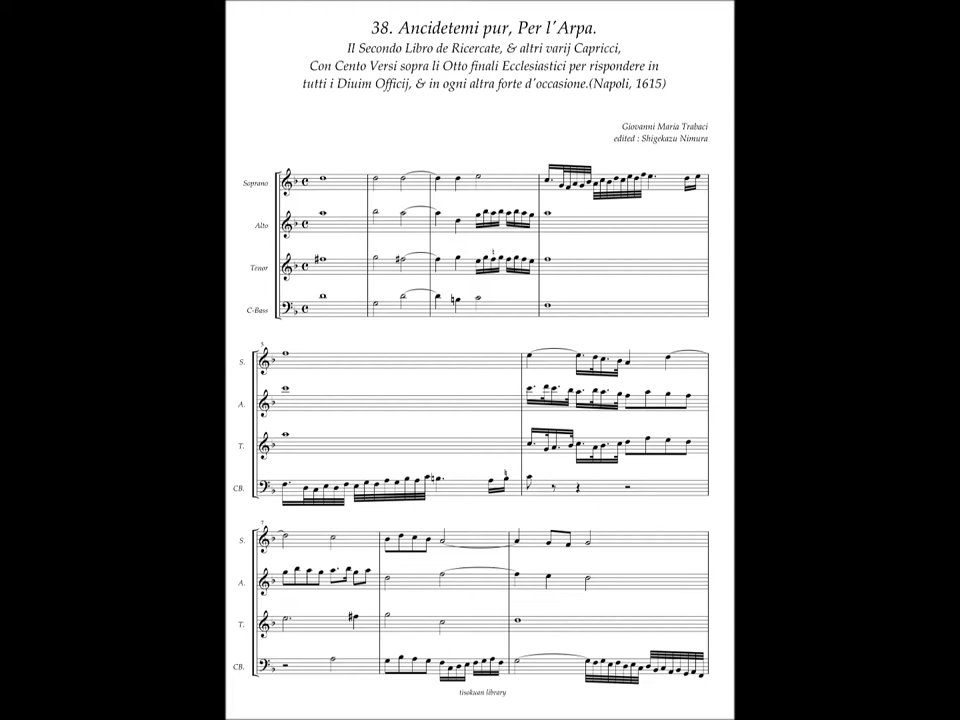 38. Ancidetemi pur, Per l'Arpa.
Il Secondo Libro de Ricercate, & altri varij Capricci,
Con Cento Versi sopra li Otto finali Ecclesiastici per rispondere in
tutti i Diuim Officij, & in ogni altra forte d'occasione.(Napoli, 1615)
Giovanni Maria Trabaci
edited : Shigekazu Nimura
Soprano
Alto
Tenor
C-Bass
5
S.
A.
T.
CB.
7
S.
A.
T.
CB.
tisokuan library